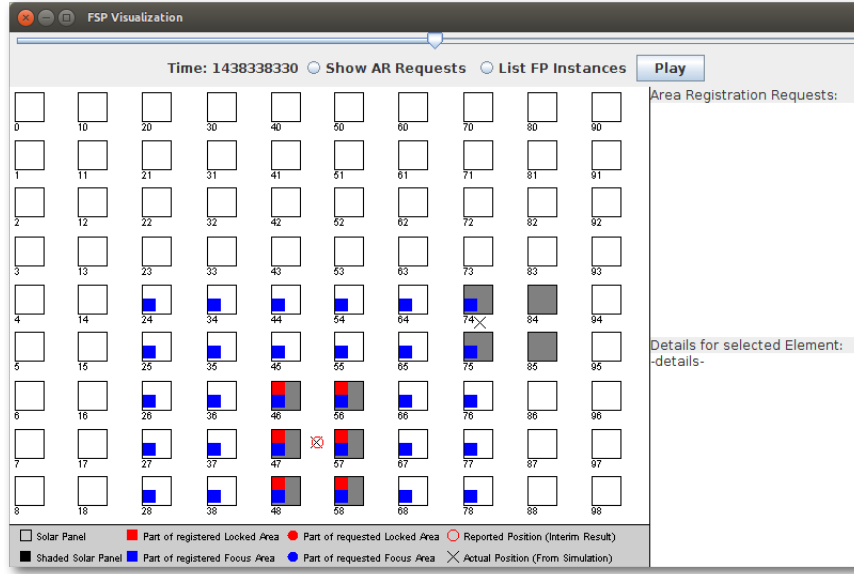 FSP Visualization
Time: 1438338330 Show AR Requests List FP Instances Play
Area Registration Requests:
0 10 20 30 40 50 60 70 80 90
1 11 21 31 41 51 61 71 81 91
2 12 22 32 42 52 62 72 82 92
3 13 23 33 43 53 63 73 83 93
4 14 24 34 44 54 64 74 84 94
Details for selected Element:
5 15 25 35 45 55 65 75 85 95
-details-
6 16 26 36 46 56 66 76 86 96
7 17 27 37 47 57 67 77 87 97
8 18 28 38 48 58 68 78 88 98
Solar Panel Part of registered Locked Area Part of requested Locked Area Reported Position (Interim Result)
Shaded Solar Panel Part of registered Focus Area Part of requested Focus Area Actual Position (From Simulation)